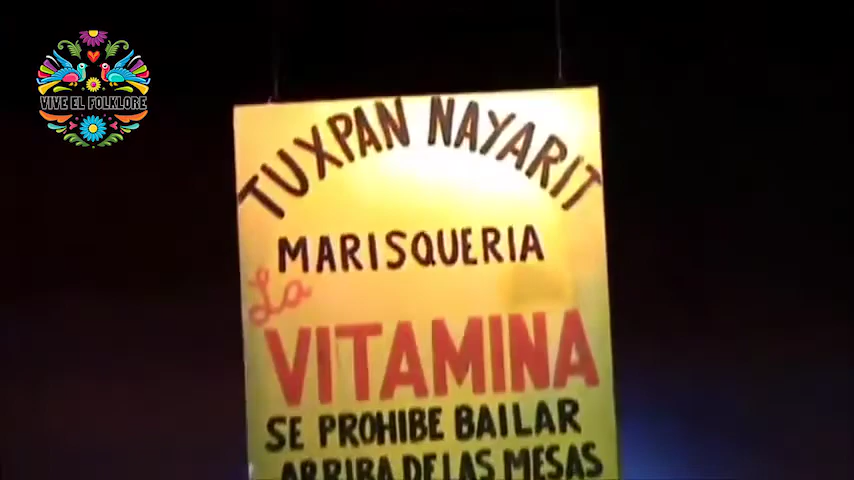 VIVE EL FOLKLORE
TUXPAN NAYARIT
MARISQUERIA
La
VITAMINA
SE PROHIBE BAILAR
ARRIBA DE LAS MESAS